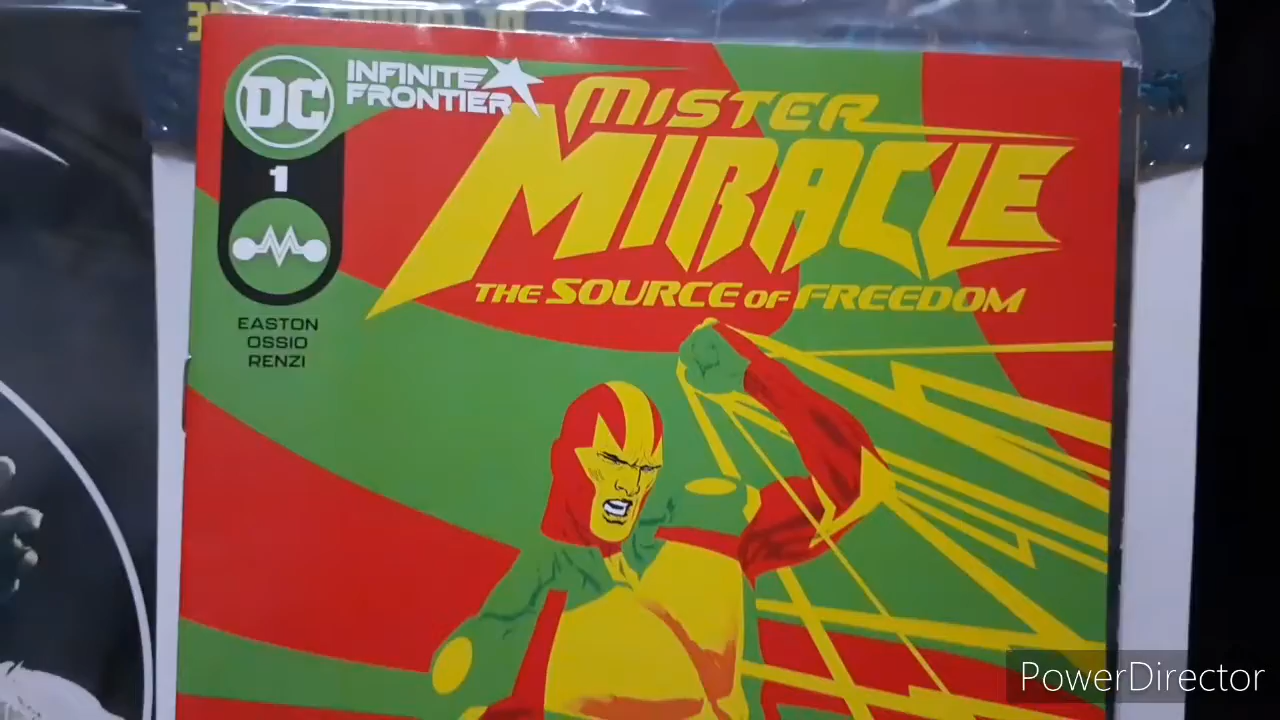 DC
INFINITE
FRONTIER
1
MISTER
MIRACLE
THE SOURCE OF FREEDOM
EASTON
OSSIO
RENZI
PowerDirector